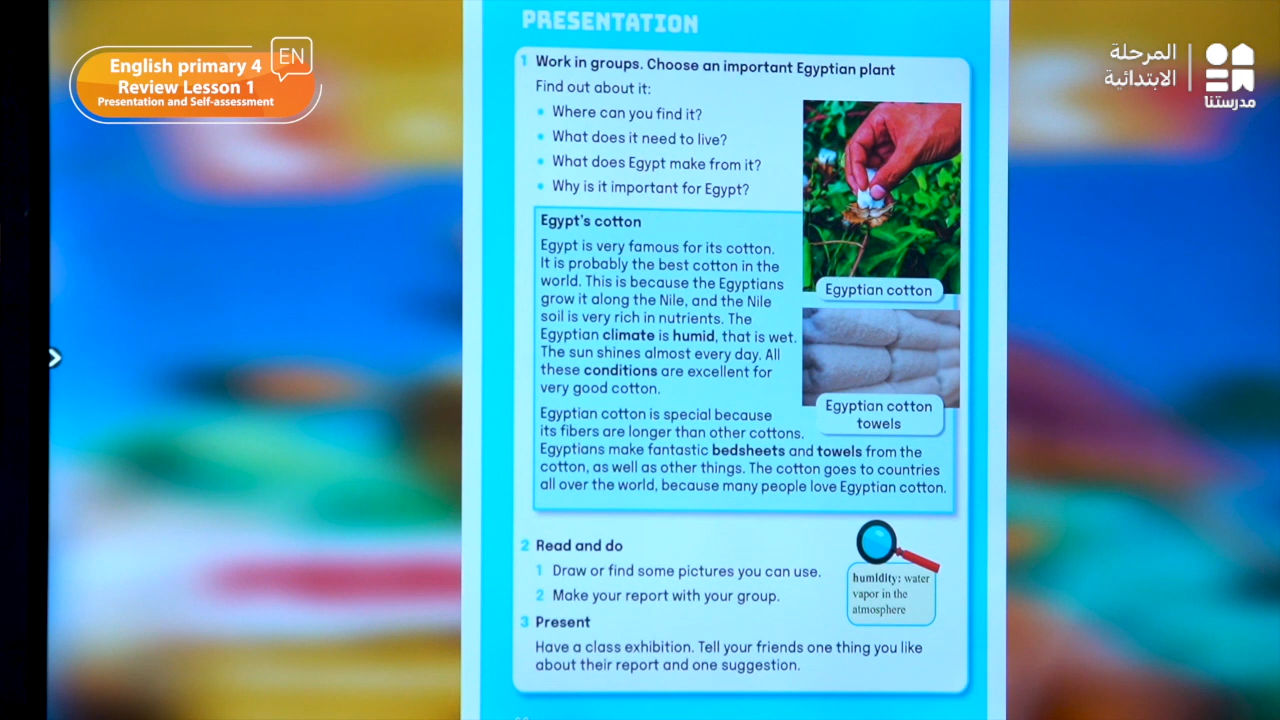 English primary 4
Review Lesson 1
Presentation and Self-assessment
EN
المرحلة
الابتدائية
مدرستنا
PRESENTATION
1 Work in groups. Choose an important Egyptian plant
Find out about it:
• Where can you find it?
• What does it need to live?
• What does Egypt make from it?
• Why is it important for Egypt?
Egypt's cotton
Egypt is very famous for its cotton.
It is probably the best cotton in the
world. This is because the Egyptians
grow it along the Nile, and the Nile
soil is very rich in nutrients. The
Egyptian climate is humid, that is wet.
The sun shines almost every day. All
these conditions are excellent for
very good cotton.
Egyptian cotton is special because
its fibers are longer than other cottons.
Egyptians make fantastic bedsheets and towels from the
cotton, as well as other things. The cotton goes to countries
all over the world, because many people love Egyptian cotton.
Egyptian cotton
Egyptian cotton
towels
2 Read and do
1 Draw or find some pictures you can use.
2 Make your report with your group.
humidity: water
vapor in the
atmosphere
3 Present
Have a class exhibition. Tell your friends one thing you like
about their report and one suggestion.